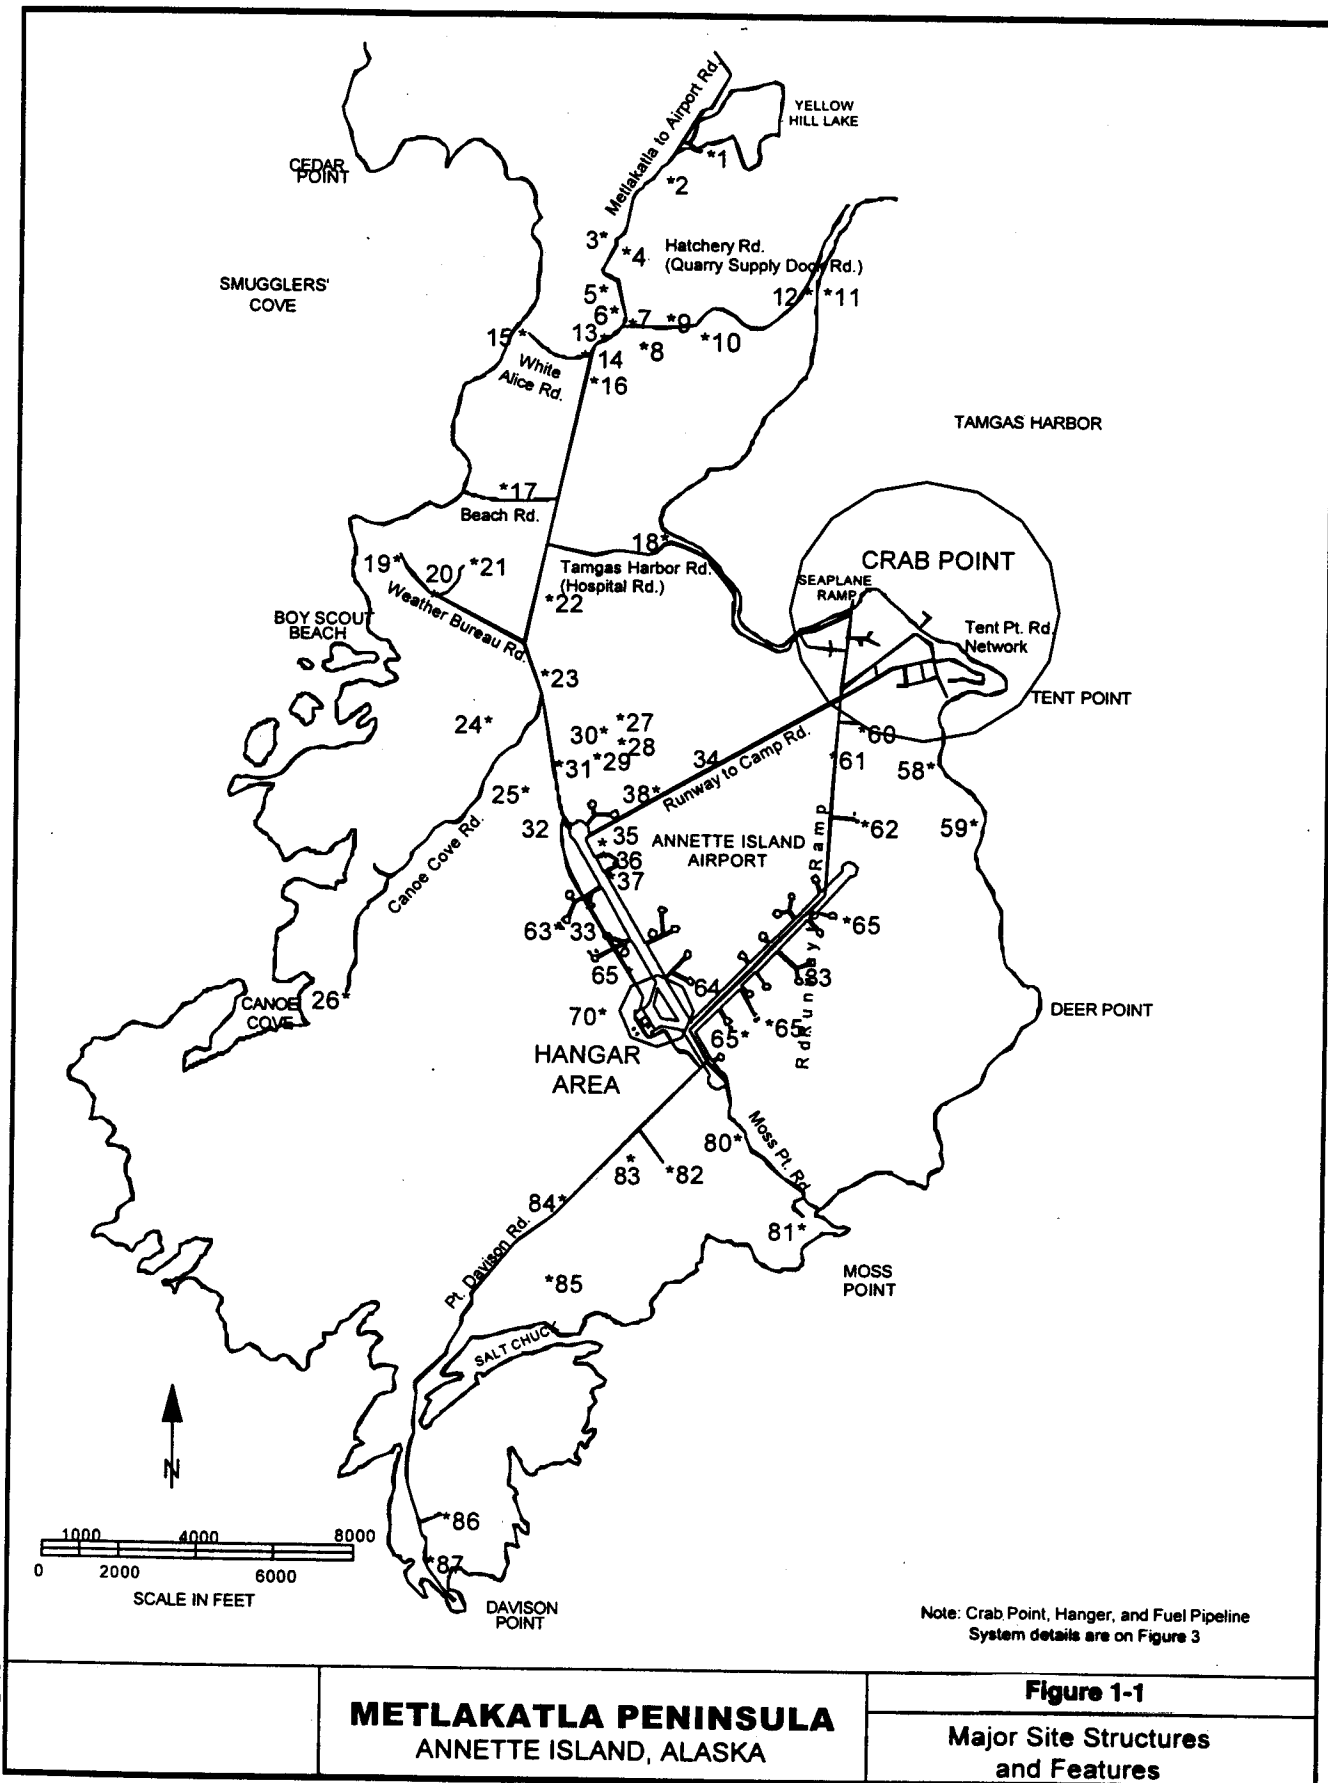 Metlakatla to Airport Rd.
YELLOW
HILL LAKE
*1
*2
CEDAR
POINT
3*
*4
Hatchery Rd.
(Quarry Supply Dock Rd.)
SMUGGLERS'
COVE
5*
12*
*11
6*
*7
*9
13*
*10
15*
*8
*14
White
Alice Rd.
*16
TAMGAS HARBOR
*17
Beach Rd.
18*
CRAB POINT
19*
20
*21
Tamgas Harbor Rd.
(Hospital Rd.)
SEAPLANE
RAMP
Weather Bureau Rd.
*22
BOY SCOUT
BEACH
Tent Pt. Rd.
Network
*23
TENT POINT
24*
*27
30*
*28
*60
34
Runway to Camp Rd.
*31
*29
*61
58*
25*
38*
32
*35
ANNETTE ISLAND
AIRPORT
*62
59*
Canoe Cove Rd.
*36
*37
Runway Ramp Rd.
63*
33
*65
65
64
83
CANOE
COVE
26*
DEER POINT
70*
65*
*65
HANGAR
AREA
Moss Pt. Rd.
80*
*
83
*82
84*
81*
Pt. Davison Rd.
*85
MOSS
POINT
SALT CHUCK
N
*86
1000
4000
8000
0
2000
6000
*87
SCALE IN FEET
DAVISON
POINT
Note: Crab Point, Hanger, and Fuel Pipeline
System details are on Figure 3
METLAKATLA PENINSULA
ANNETTE ISLAND, ALASKA
Figure 1-1
Major Site Structures
and Features